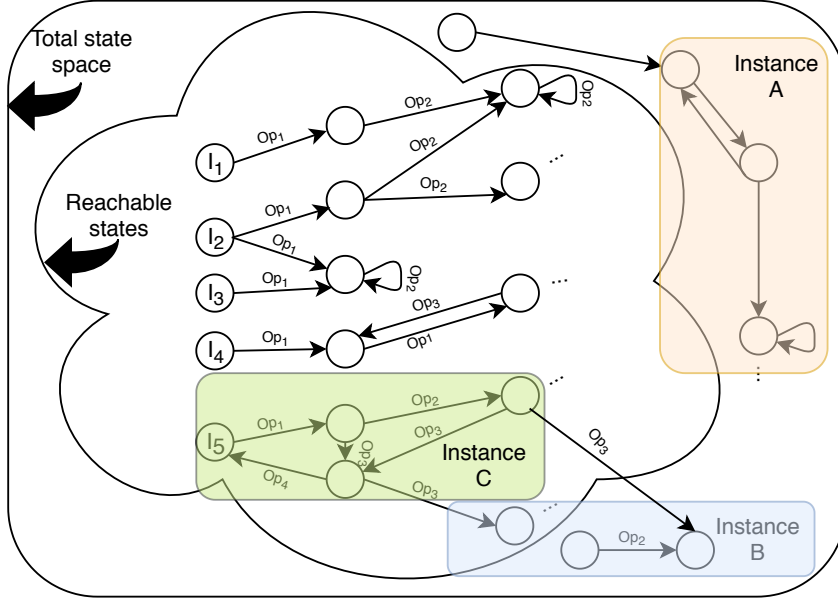 Total state
space
Instance
A
Op2
Op2
Op1
I1
Op2
...
Reachable
states
Op2
Op1
I2
Op1
Op2
I3
Op1
...
Op3
I4
Op1
Op1
...
Op2
Op1
Op3
...
I5
Op3
Op3
Instance
C
Op4
Op3
...
Instance
B
Op2